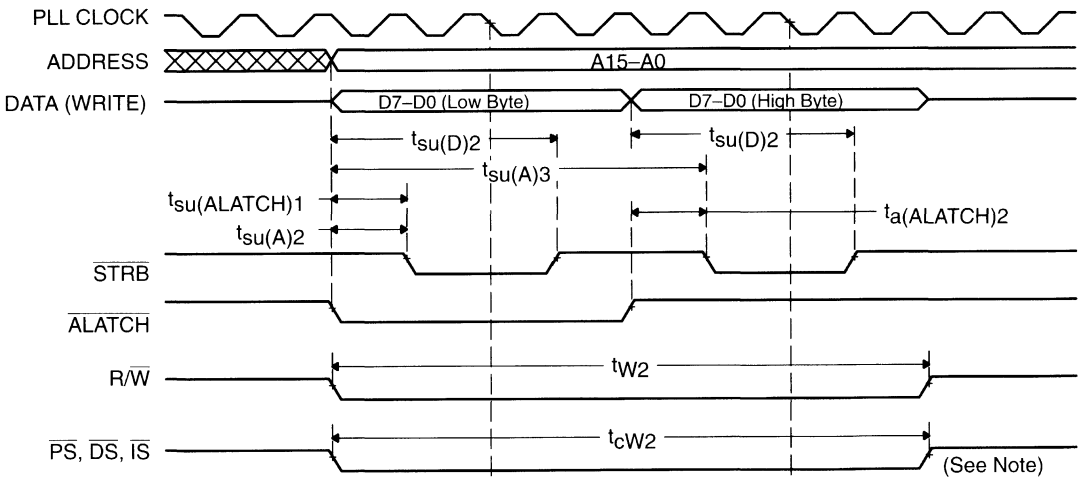 PLL CLOCK
ADDRESS
A15–A0
DATA (WRITE)
D7–D0 (Low Byte)
D7–D0 (High Byte)
tsu(D)2
tsu(D)2
tsu(A)3
tsu(ALATCH)1
ta(ALATCH)2
tsu(A)2
STRB
ALATCH
R/W
tW2
PS, DS, IS
tcW2
(See Note)